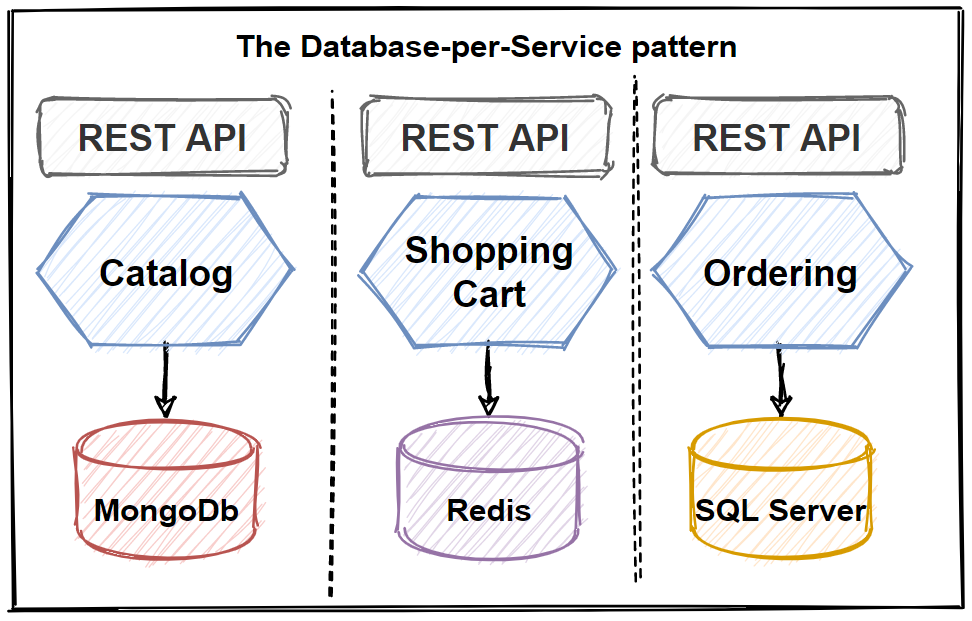 The Database-per-Service pattern
REST API
REST API
REST API
Catalog
Shopping
Cart
Ordering
MongoDb
Redis
SQL Server